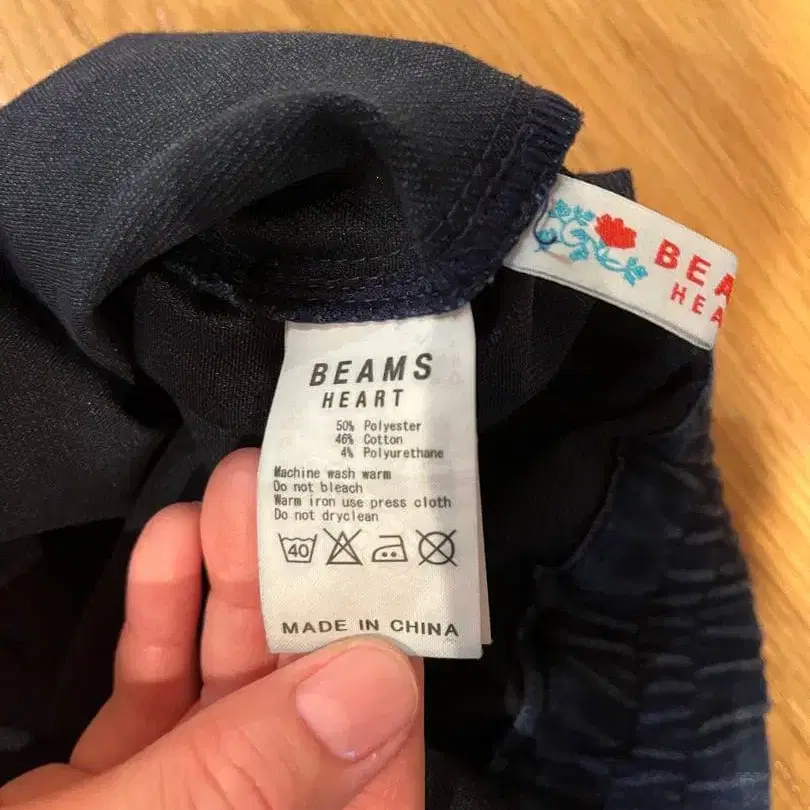 BEAMS
HEART
50% Polyester
46% Cotton
4% Polyurethane
Machine wash warm
Do not bleach
Warm iron use press cloth
Do not dryclean
40
MADE IN CHINA
BEA
HEA